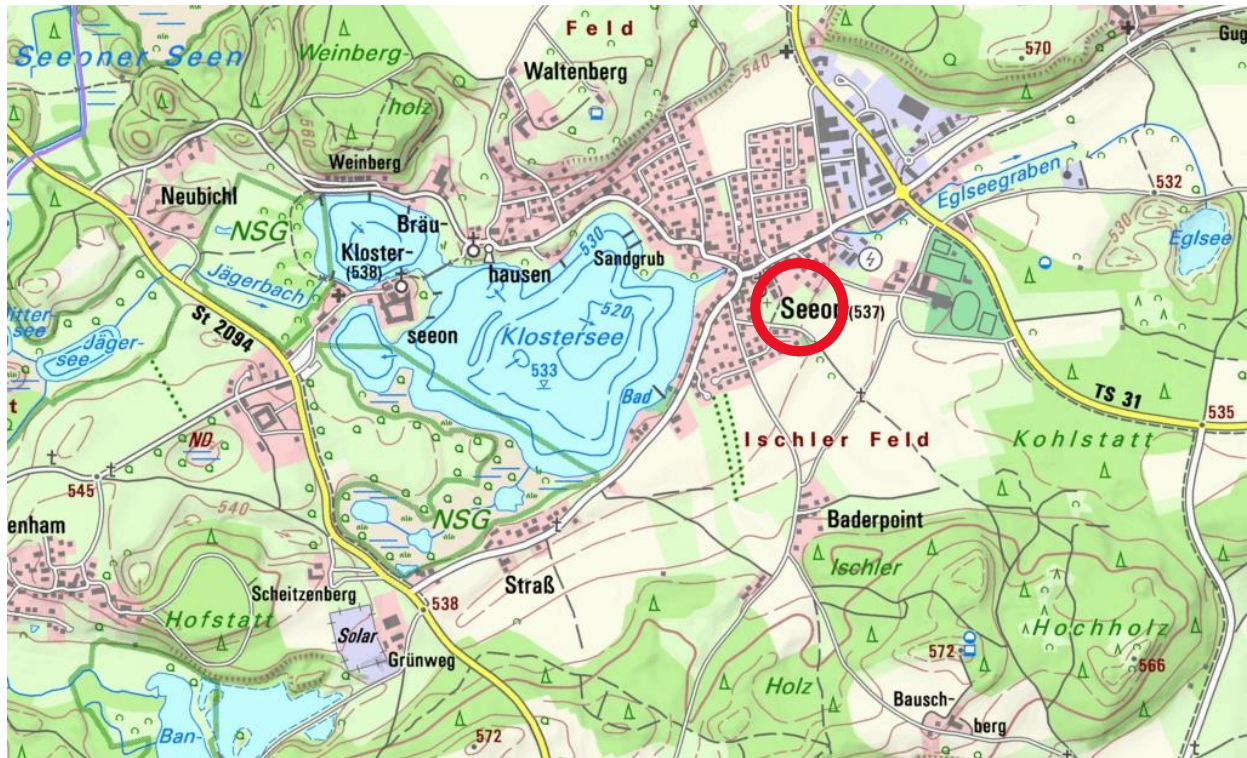 Seeoner Seen
Weinberg-
holz
Feld
Waltenberg
570
540
560
Gug
Weinberg
Neubichl
NSG
Kloster-
(538)
Bräu-
hausen
530
Sandgrub
Eglseegraben
532
530
Eglsee
Jägerbach
St 2094
seeon
Klostersee
520
533
Bad
Seeon (537)
Jäger-
see
TS 31
535
ND
Ischler Feld
Kohlstatt
545
540
NSG
enham
Baderpoint
Ischler
Scheitzenberg
Straß
Hofstatt
538
Solar
Grünweg
Hochholz
572
566
Holz
Bausch-
berg
Ban-
572